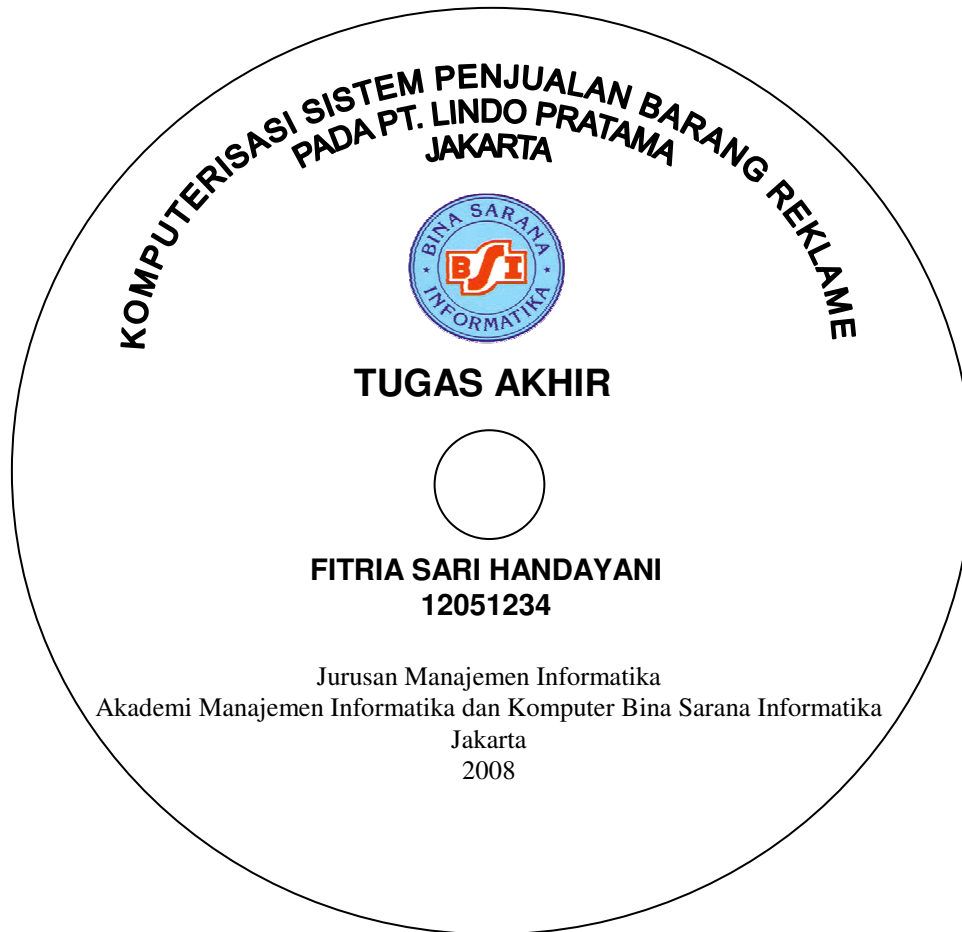 KOMPUTERISASI SISTEM PENJUALAN BARANG REKLAME
PADA PT. LINDO PRATAMA
JAKARTA
BINA SARANA
BSI
INFORMATIKA
TUGAS AKHIR
FITRIA SARI HANDAYANI
12051234
Jurusan Manajemen Informatika
Akademi Manajemen Informatika dan Komputer Bina Sarana Informatika
Jakarta
2008